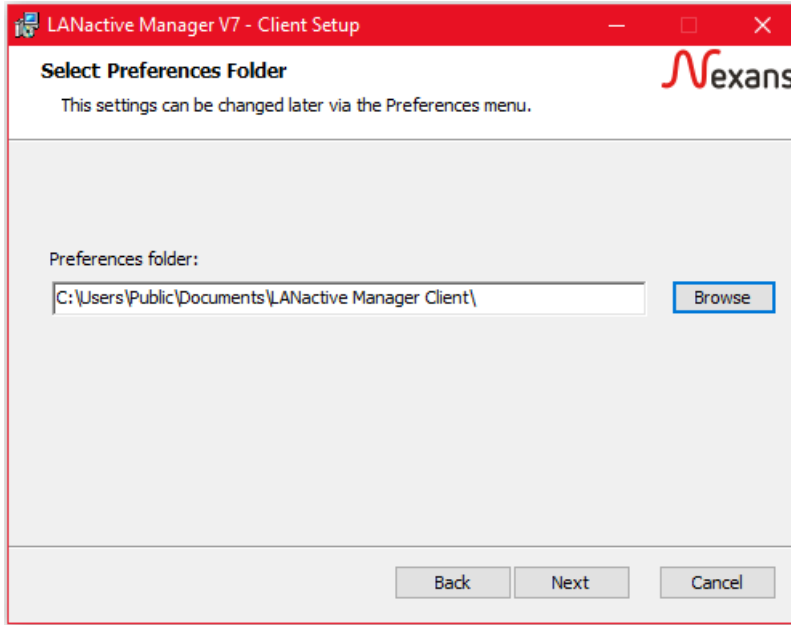 LANactive Manager V7 - Client Setup
Select Preferences Folder
Nexans
This settings can be changed later via the Preferences menu.
Preferences folder:
C:\Users\Public\Documents\LANactive Manager Client\
Browse
Back
Next
Cancel